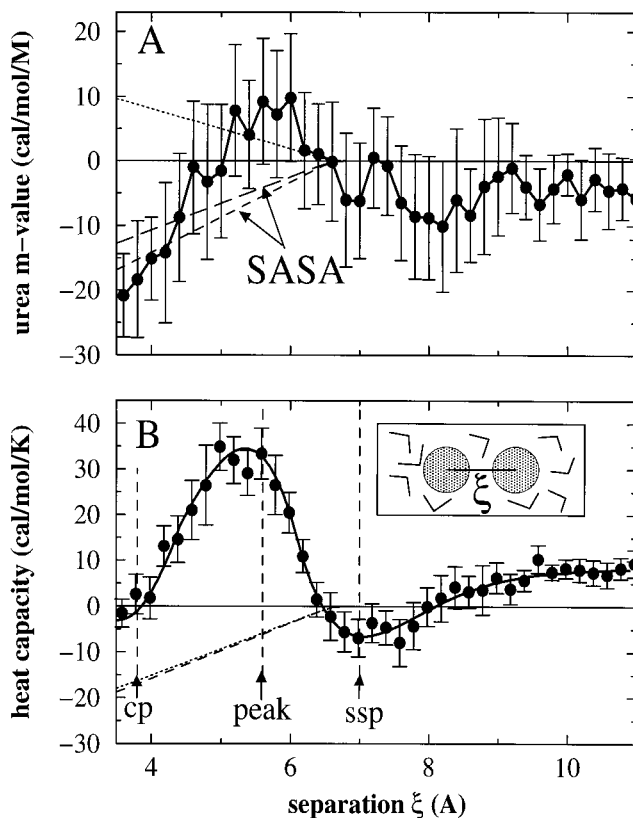 A
urea m−value (cal/mol/M)
20
10
0
−10
−20
−30
SASA
B
heat capacity (cal/mol/K)
40
30
20
10
0
−10
−20
−30
ξ
cp
peak
ssp
4
6
8
10
separation ξ (A)